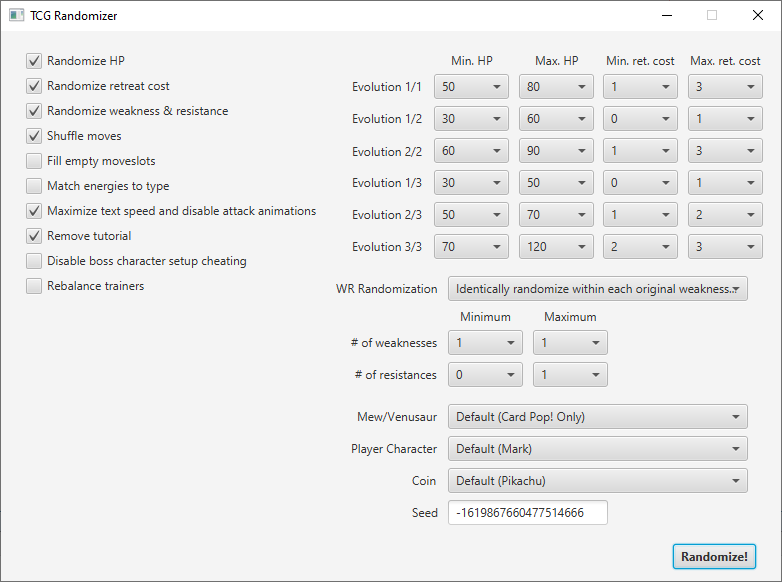 TCG Randomizer
Randomize HP
Randomize retreat cost
Randomize weakness & resistance
Shuffle moves
Fill empty moveslots
Match energies to type
Maximize text speed and disable attack animations
Remove tutorial
Disable boss character setup cheating
Rebalance trainers
Min. HP Max. HP Min. ret. cost Max. ret. cost
Evolution 1/1 50 80 1 3
Evolution 1/2 30 60 0 1
Evolution 2/2 60 90 1 3
Evolution 1/3 30 50 0 1
Evolution 2/3 50 70 1 2
Evolution 3/3 70 120 2 3
WR Randomization Identically randomize within each original weakness...
Minimum Maximum
# of weaknesses 1 1
# of resistances 0 1
Mew/Venusaur Default (Card Pop! Only)
Player Character Default (Mark)
Coin Default (Pikachu)
Seed -1619867660477514666
Randomize!